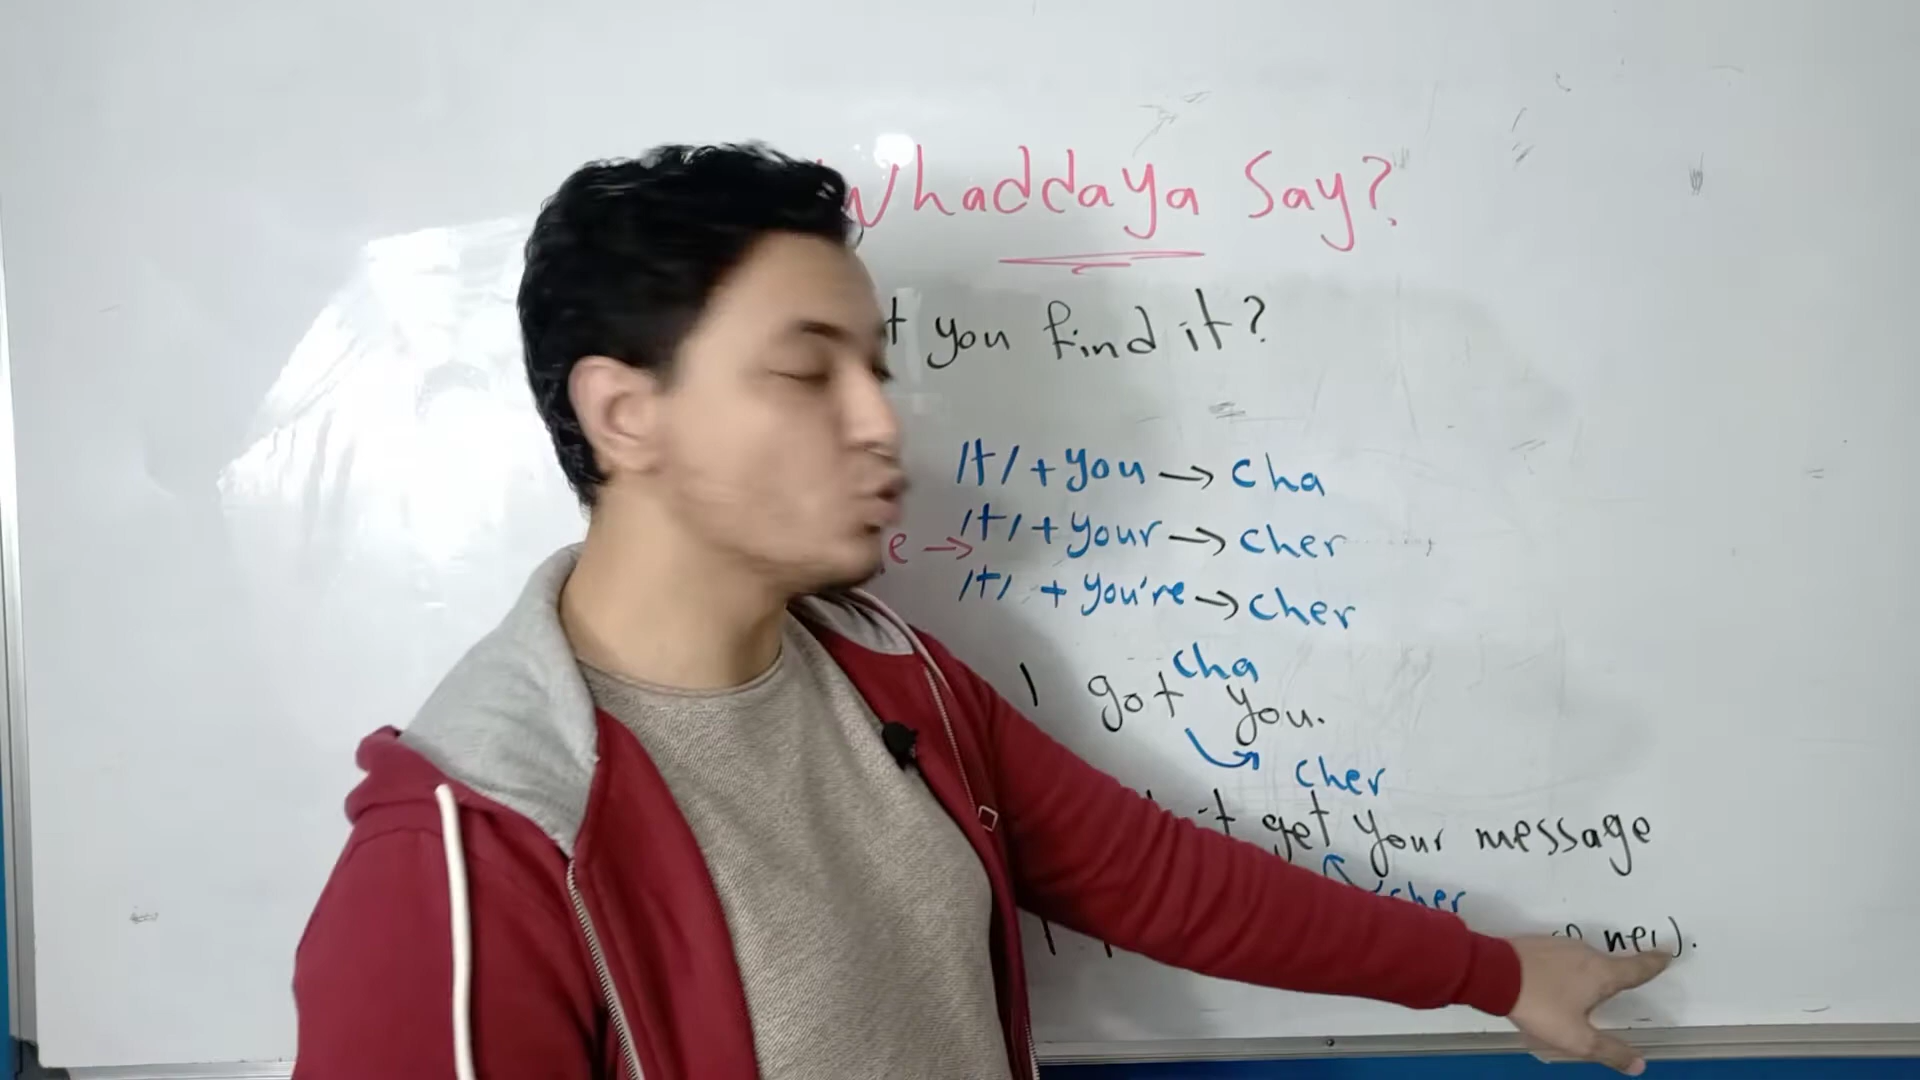 Whaddaya Say?
t you find it?
/t/ + you → cha
/t/ + your → cher
e →
/t/ + you're → cher
cha
I got you.
cher
t get your message
cher